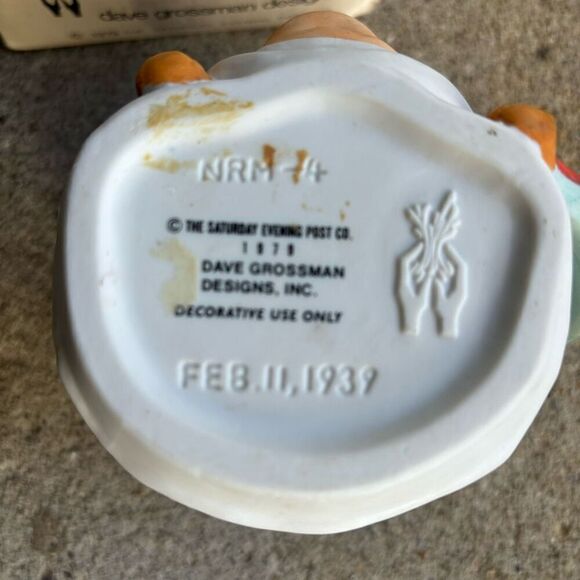 dave grossman
NRM-4
© THE SATURDAY EVENING POST CO.
1979
DAVE GROSSMAN
DESIGNS, INC.
DECORATIVE USE ONLY
FEB.11,1939